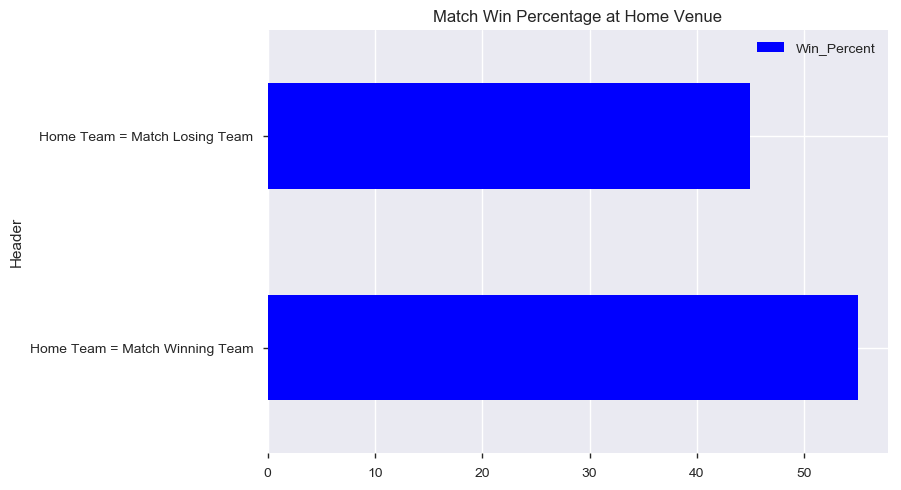 Match Win Percentage at Home Venue
Win_Percent
Home Team = Match Losing Team
Header
Home Team = Match Winning Team
0 10 20 30 40 50